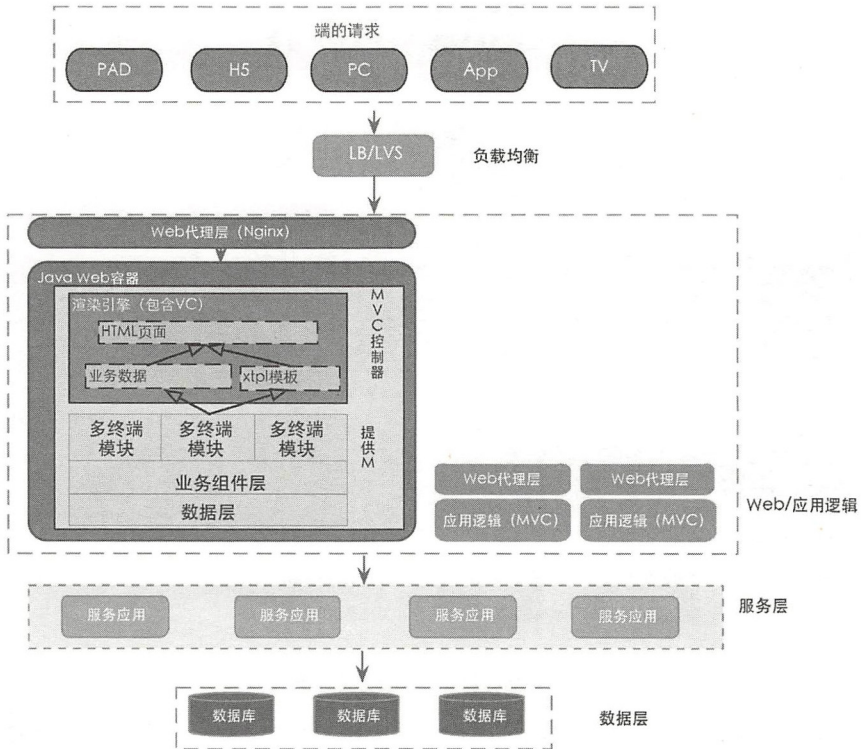 端的请求
PAD
H5
PC
App
TV
LB/LVS
负载均衡
Web代理层（Nginx）
Java Web容器
渲染引擎（包含VC）
HTML页面
业务数据
xtpl模板
MVC控制器
提供M
多终端
模块
多终端
模块
多终端
模块
业务组件层
数据层
Web代理层
Web代理层
应用逻辑（MVC）
应用逻辑（MVC）
Web/应用逻辑
服务应用
服务应用
服务应用
服务应用
服务层
数据库
数据库
数据库
数据层